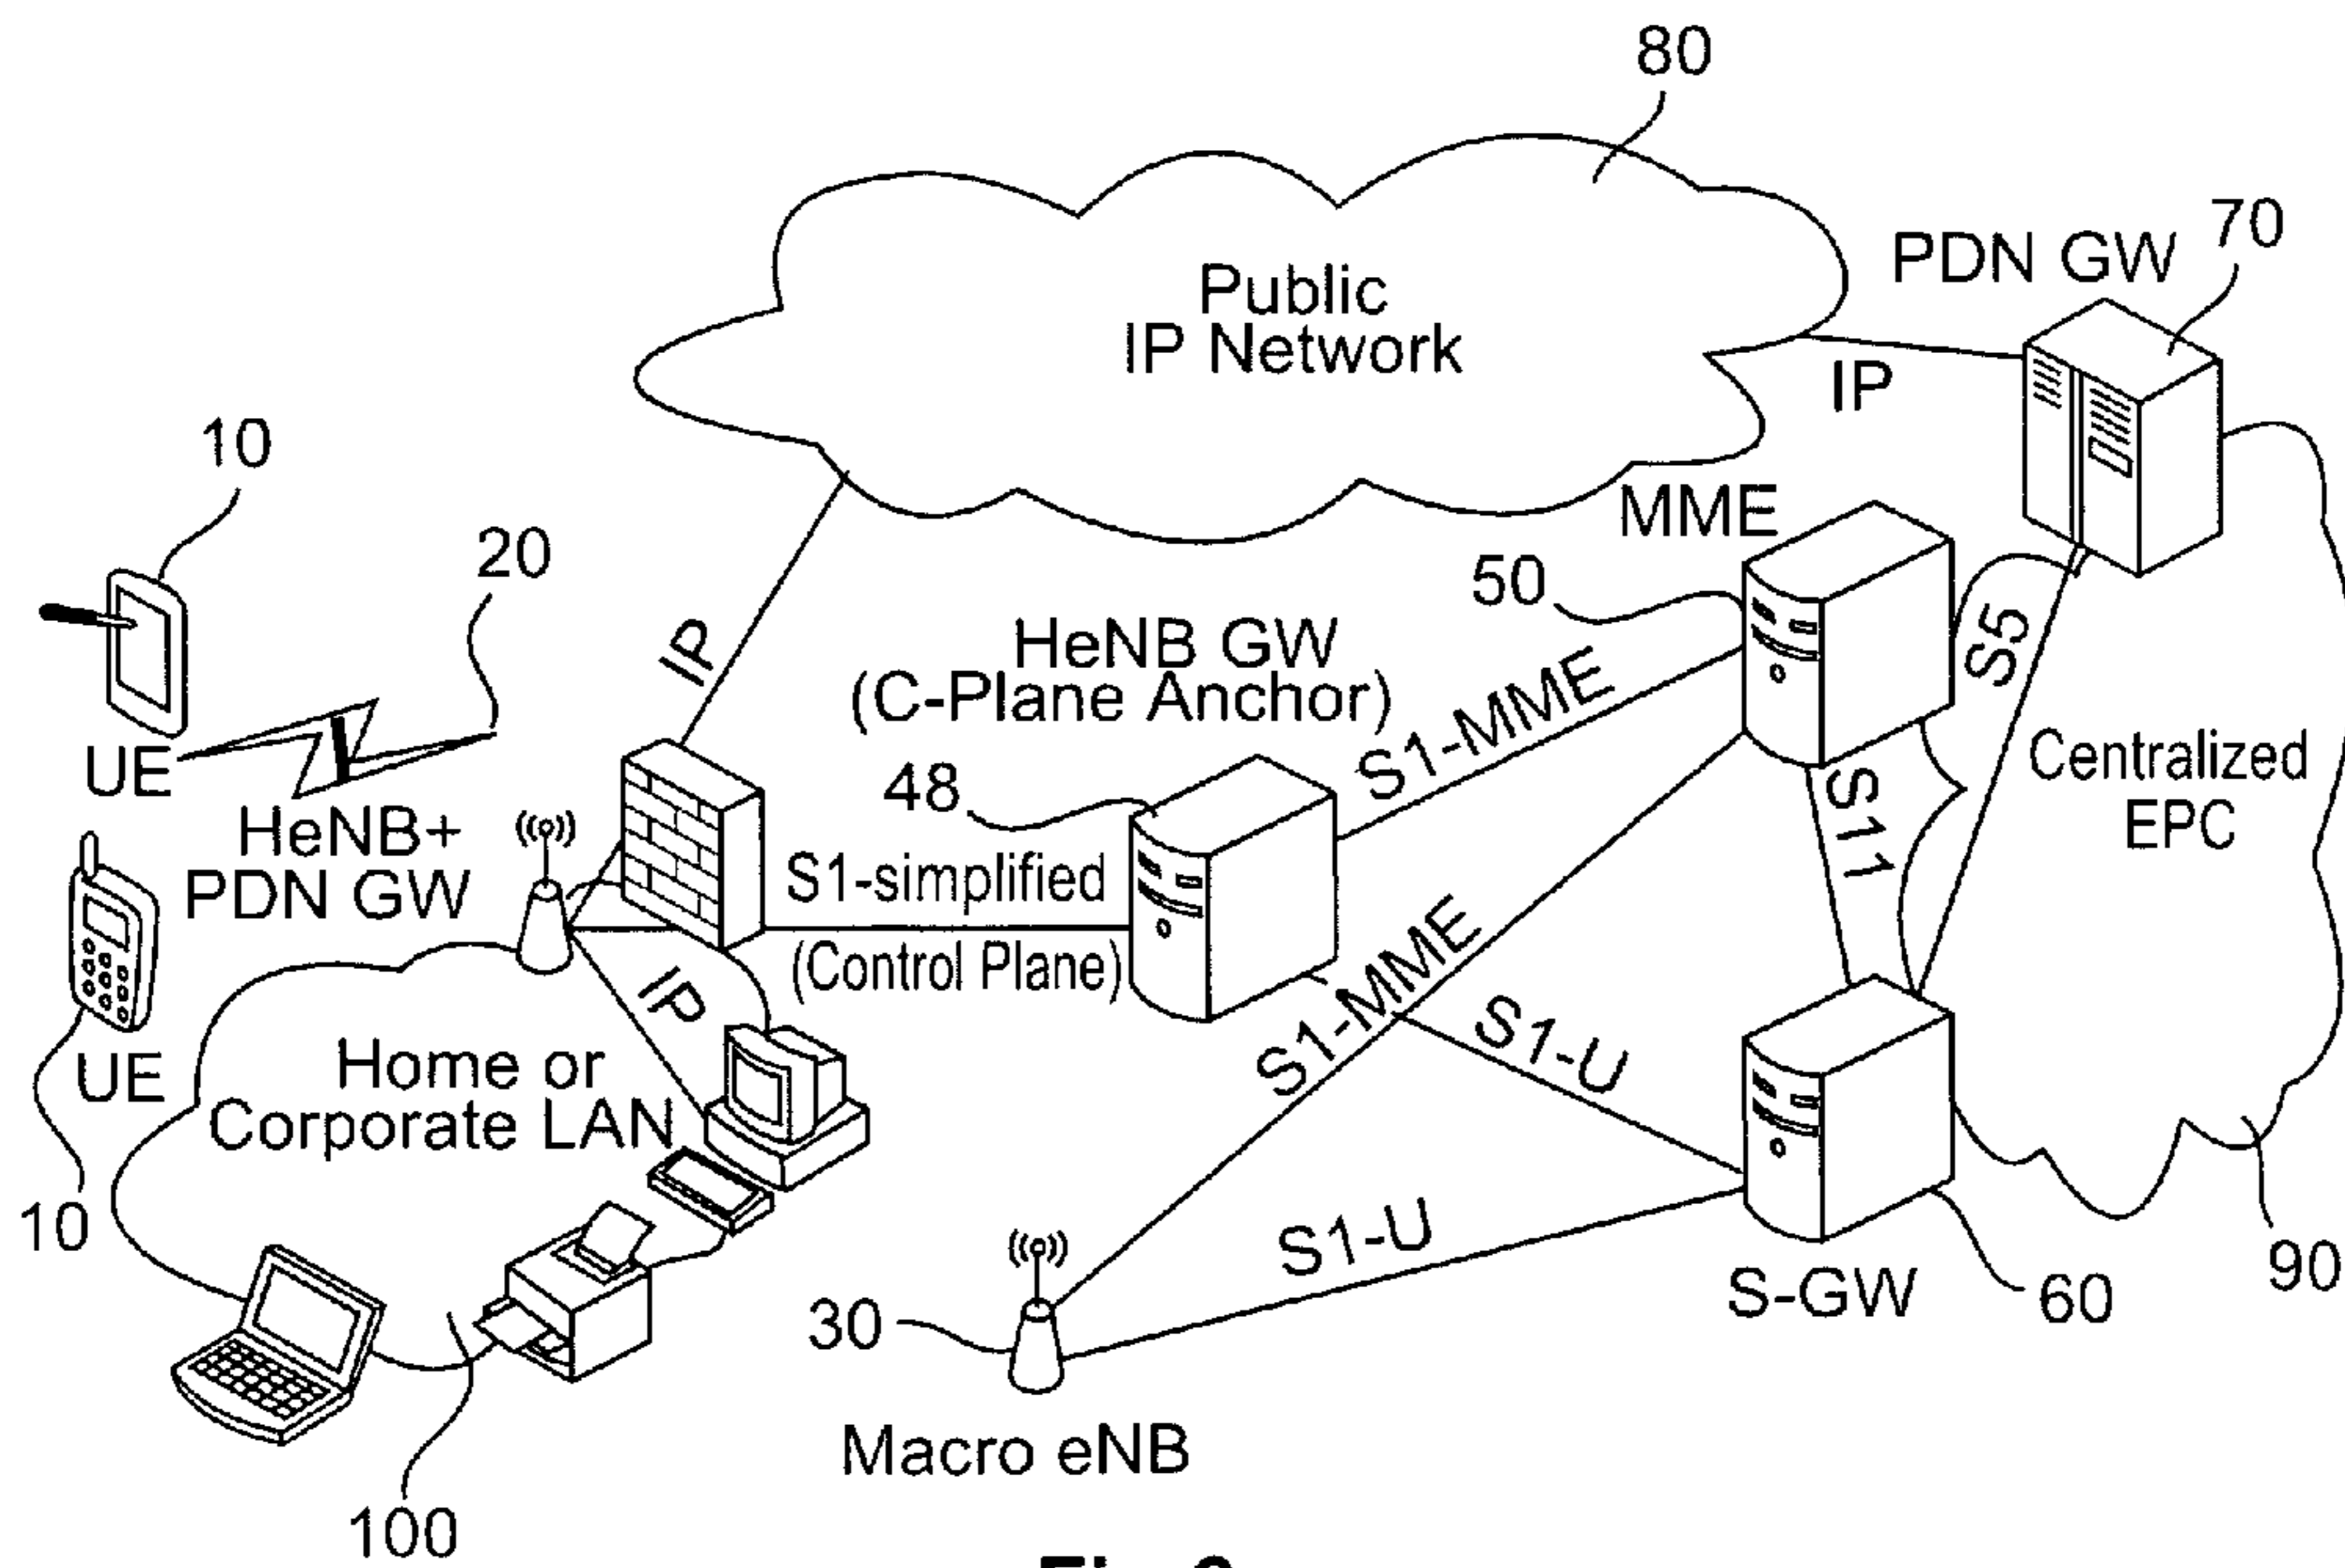 80
70
PDN GW
Public
IP Network
IP
10
MME
20
50
S5
IP
HeNB GW
(C-Plane Anchor)
S1-MME
UE
48
Centralized
EPC
S11
HeNB+
PDN GW
S1-simplified
(Control Plane)
S1-MME
IP
S1-U
UE
Home or
Corporate LAN
10
S1-U
90
60
S-GW
30
Macro eNB
100